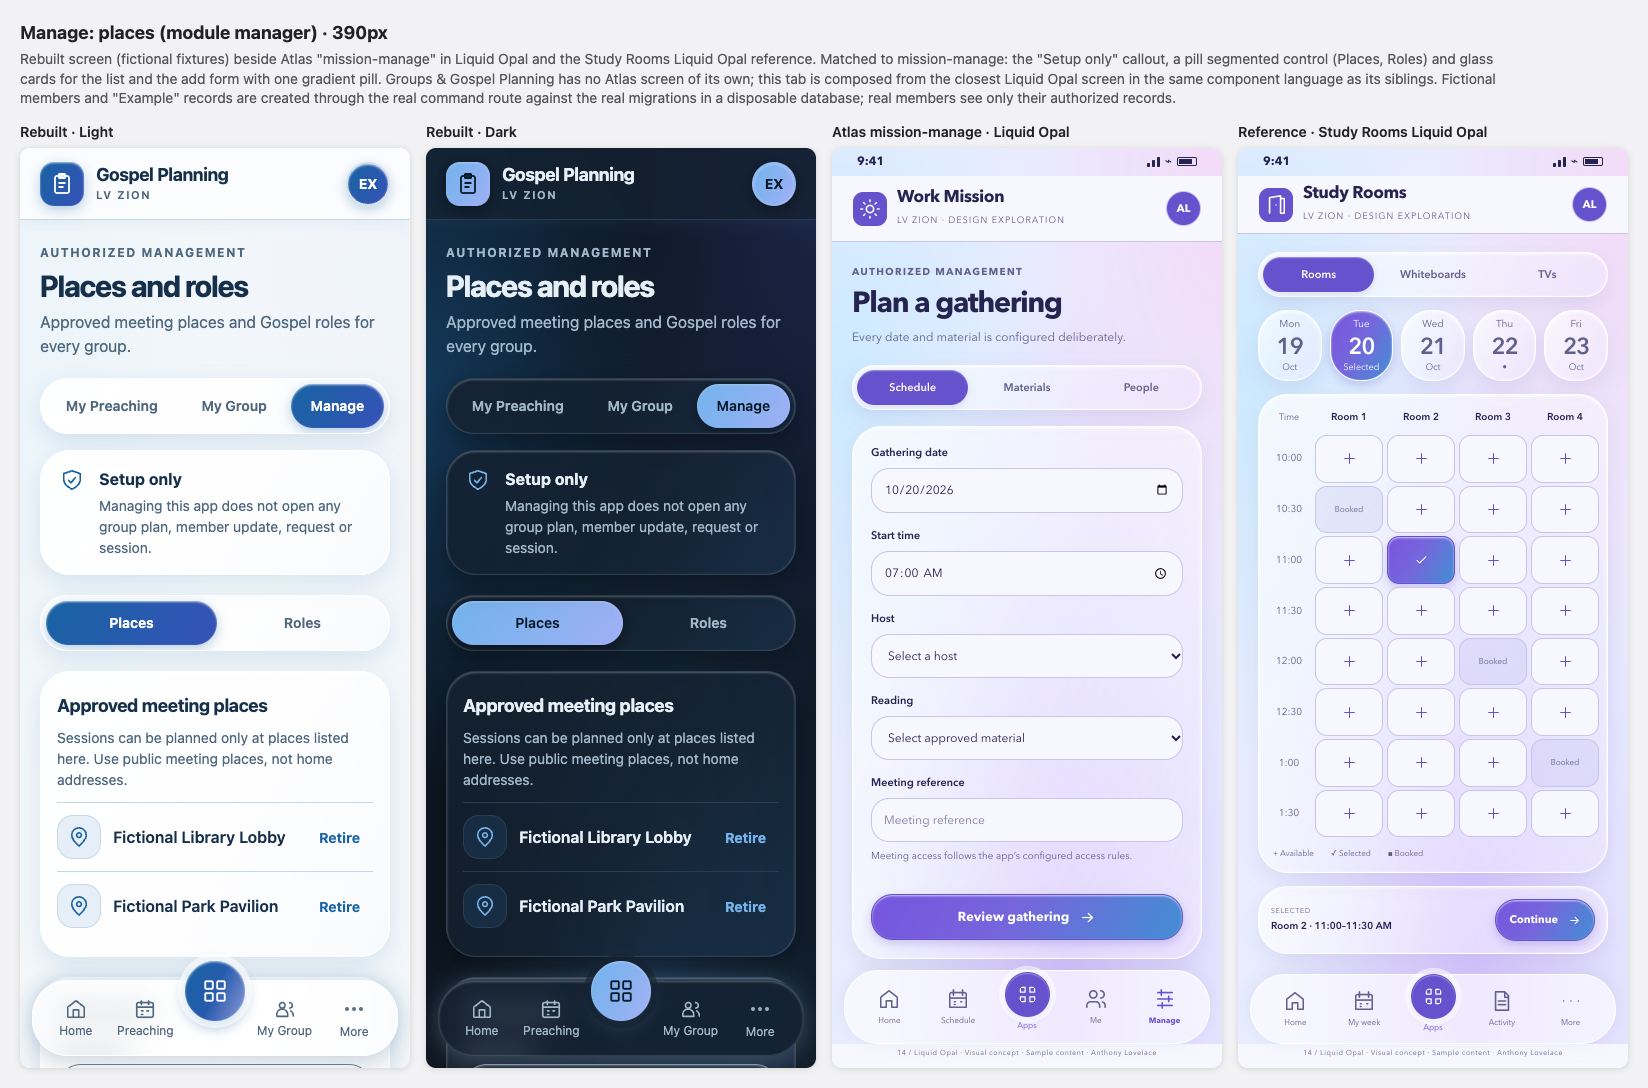 Manage: places (module manager) · 390px
Rebuilt screen (fictional fixtures) beside Atlas "mission-manage" in Liquid Opal and the Study Rooms Liquid Opal reference. Matched to mission-manage: the "Setup only" callout, a pill segmented control (Places, Roles) and glass
cards for the list and the add form with one gradient pill. Groups & Gospel Planning has no Atlas screen of its own; this tab is composed from the closest Liquid Opal screen in the same component language as its siblings. Fictional
members and "Example" records are created through the real command route against the real migrations in a disposable database; real members see only their authorized records.
Rebuilt · Light
Gospel Planning
LV ZION
EX
AUTHORIZED MANAGEMENT
Places and roles
Approved meeting places and Gospel roles for
every group.
My Preaching My Group Manage
Setup only
Managing this app does not open any
group plan, member update, request or
session.
Places Roles
Approved meeting places
Sessions can be planned only at places listed
here. Use public meeting places, not home
addresses.
Fictional Library Lobby Retire
Fictional Park Pavilion Retire
Home Preaching My Group More
Rebuilt · Dark
Gospel Planning
LV ZION
EX
AUTHORIZED MANAGEMENT
Places and roles
Approved meeting places and Gospel roles for
every group.
My Preaching My Group Manage
Setup only
Managing this app does not open any
group plan, member update, request or
session.
Places Roles
Approved meeting places
Sessions can be planned only at places listed
here. Use public meeting places, not home
addresses.
Fictional Library Lobby Retire
Fictional Park Pavilion Retire
Home Preaching My Group More
Atlas mission-manage · Liquid Opal
9:41
Work Mission
LV ZION · DESIGN EXPLORATION
AL
AUTHORIZED MANAGEMENT
Plan a gathering
Every date and material is configured deliberately.
Schedule Materials People
Gathering date
10/20/2026
Start time
07:00 AM
Host
Select a host
Reading
Select approved material
Meeting reference
Meeting reference
Meeting access follows the app's configured access rules.
Review gathering →
Home Schedule Apps Me Manage
14 / Liquid Opal · Visual concept · Sample content · Anthony Lovelace
Reference · Study Rooms Liquid Opal
9:41
Study Rooms
LV ZION · DESIGN EXPLORATION
AL
Rooms Whiteboards TVs
Mon Tue Wed Thu Fri
19 20 21 22 23
Oct Selected Oct • Oct
Time Room 1 Room 2 Room 3 Room 4
10:00 + + + +
10:30 Booked + + +
11:00 + ✓ + +
11:30 + + + +
12:00 + + Booked +
12:30 + + + +
1:00 + + + Booked
1:30 + + + +
+ Available ✓ Selected ■ Booked
SELECTED
Room 2 · 11:00–11:30 AM
Continue →
Home My week Apps Activity More
14 / Liquid Opal · Visual concept · Sample content · Anthony Lovelace